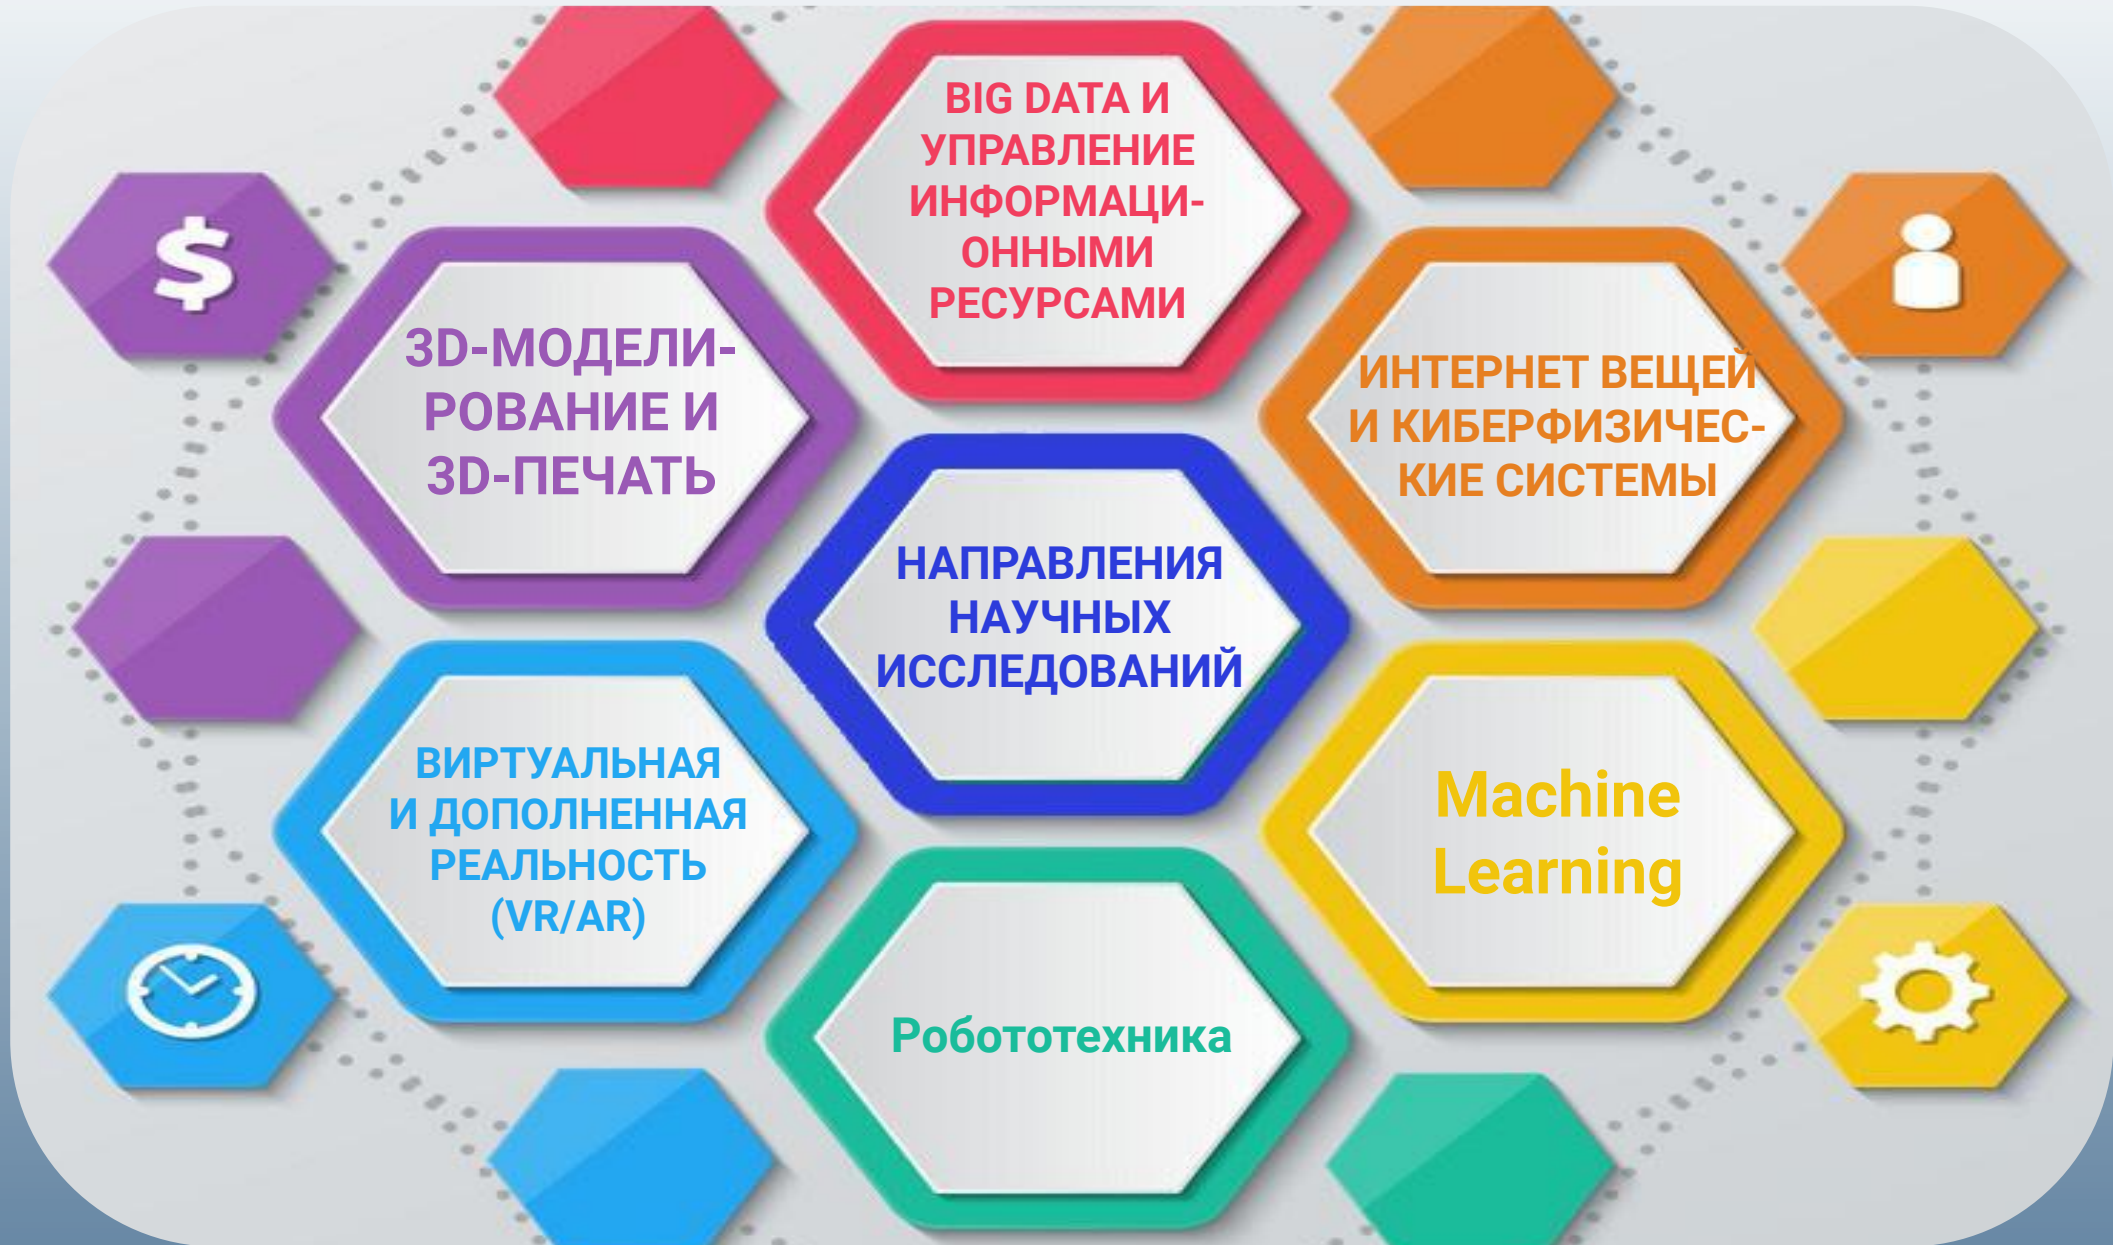 BIG DATA И
УПРАВЛЕНИЕ
ИНФОРМАЦИ-
ОННЫМИ
РЕСУРСАМИ
3D-МОДЕЛИ-
РОВАНИЕ И
3D-ПЕЧАТЬ
ИНТЕРНЕТ ВЕЩЕЙ
И КИБЕРФИЗИЧЕС-
КИЕ СИСТЕМЫ
НАПРАВЛЕНИЯ
НАУЧНЫХ
ИССЛЕДОВАНИЙ
ВИРТУАЛЬНАЯ
И ДОПОЛНЕННАЯ
РЕАЛЬНОСТЬ
(VR/AR)
Machine
Learning
Робототехника